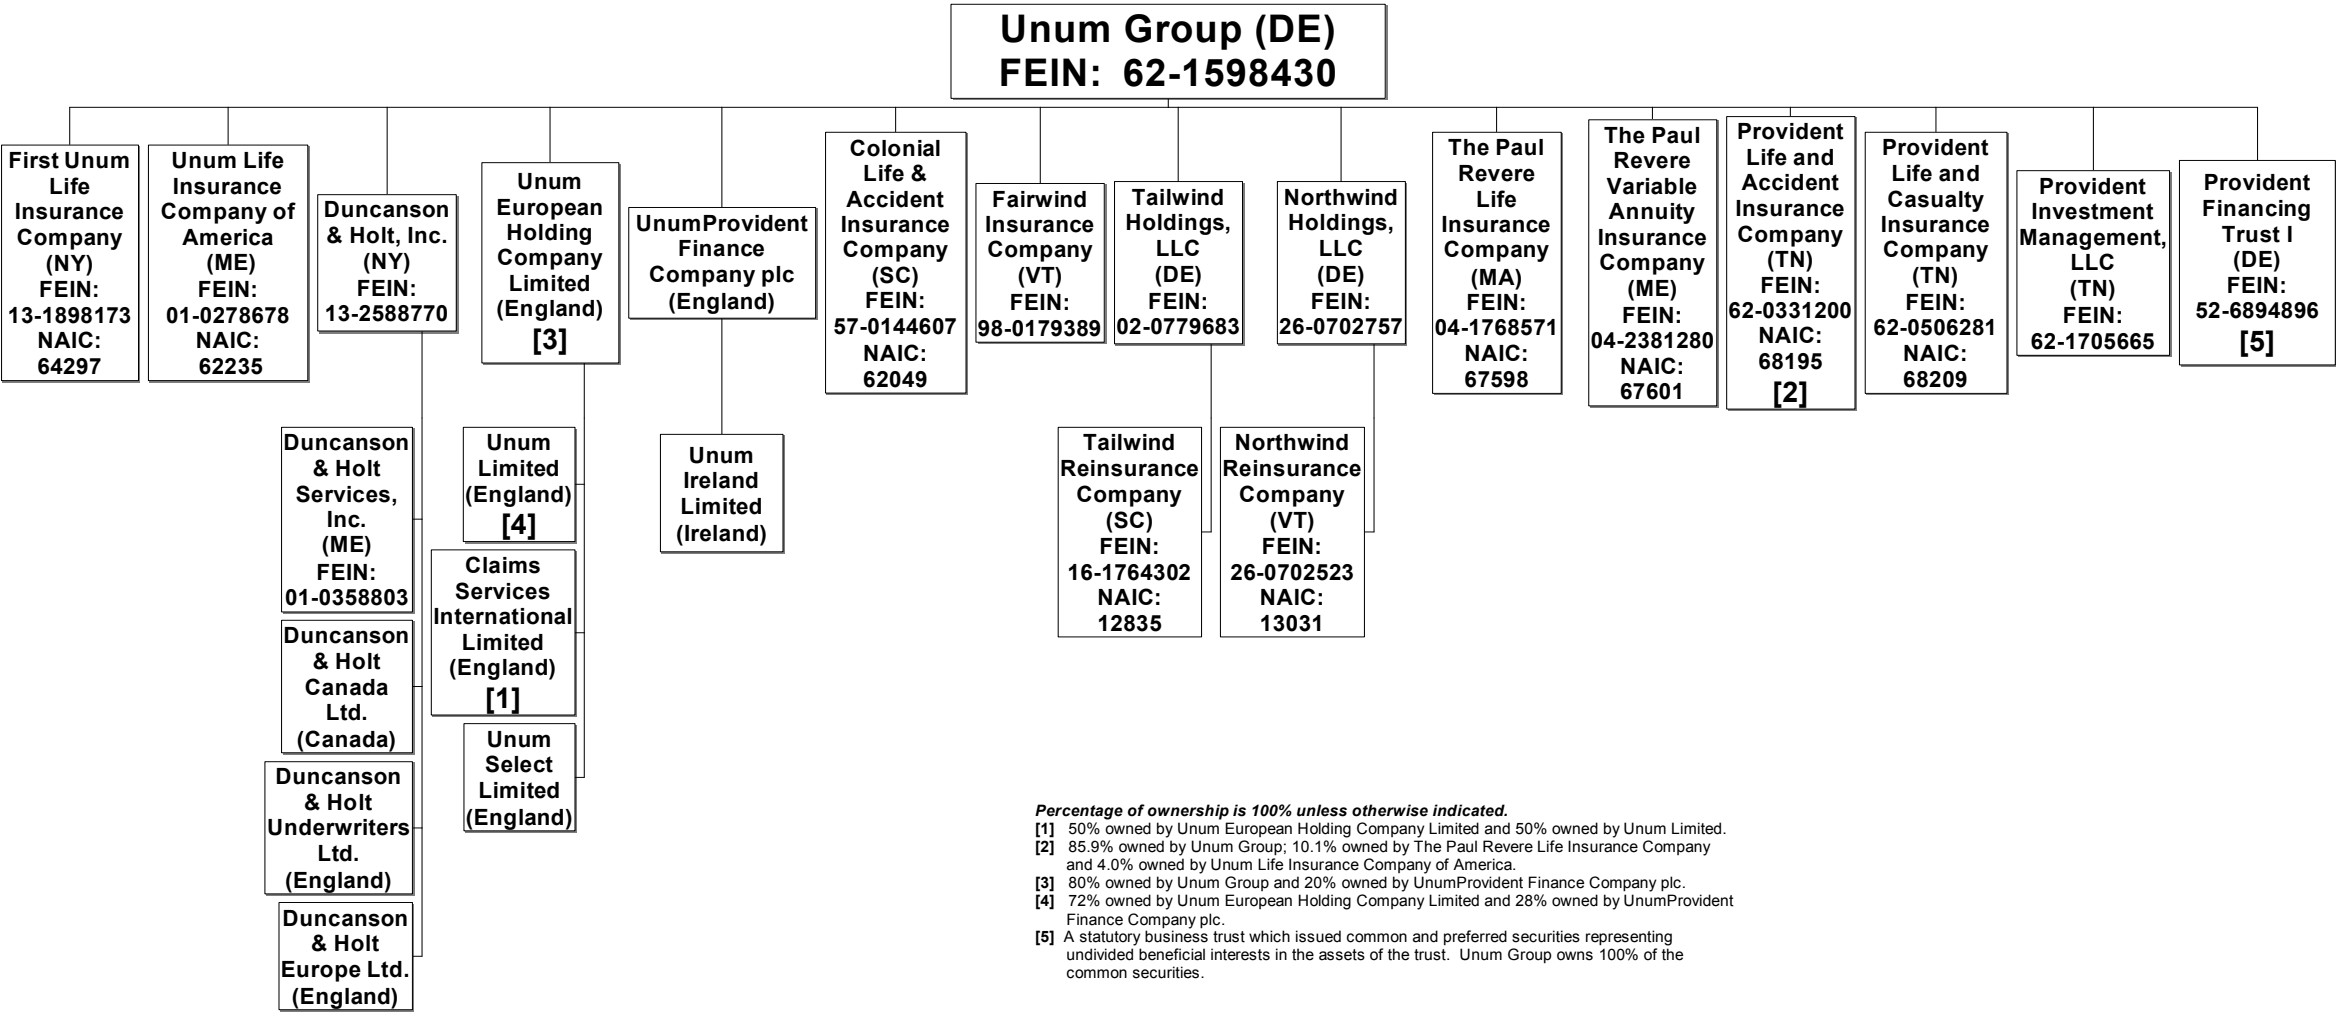 Unum Group (DE)
FEIN: 62-1598430
First Unum
Life
Insurance
Company
(NY)
FEIN:
13-1898173
NAIC:
64297
Unum Life
Insurance
Company of
America
(ME)
FEIN:
01-0278678
NAIC:
62235
Duncanson
& Holt, Inc.
(NY)
FEIN:
13-2588770
Unum
European
Holding
Company
Limited
(England)
[3]
UnumProvident
Finance
Company plc
(England)
Colonial
Life &
Accident
Insurance
Company
(SC)
FEIN:
57-0144607
NAIC:
62049
Fairwind
Insurance
Company
(VT)
FEIN:
98-0179389
Tailwind
Holdings,
LLC
(DE)
FEIN:
02-0779683
Northwind
Holdings,
LLC
(DE)
FEIN:
26-0702757
The Paul
Revere
Life
Insurance
Company
(MA)
FEIN:
04-1768571
NAIC:
67598
The Paul
Revere
Variable
Annuity
Insurance
Company
(ME)
FEIN:
04-2381280
NAIC:
67601
Provident
Life and
Accident
Insurance
Company
(TN)
FEIN:
62-0331200
NAIC:
68195
[2]
Provident
Life and
Casualty
Insurance
Company
(TN)
FEIN:
62-0506281
NAIC:
68209
Provident
Investment
Management,
LLC
(TN)
FEIN:
62-1705665
Provident
Financing
Trust I
(DE)
FEIN:
52-6894896
[5]
Duncanson
& Holt
Services,
Inc.
(ME)
FEIN:
01-0358803
Duncanson
& Holt
Canada
Ltd.
(Canada)
Duncanson
& Holt
Underwriters
Ltd.
(England)
Duncanson
& Holt
Europe Ltd.
(England)
Unum
Limited
(England)
[4]
Claims
Services
International
Limited
(England)
[1]
Unum
Select
Limited
(England)
Unum
Ireland
Limited
(Ireland)
Tailwind
Reinsurance
Company
(SC)
FEIN:
16-1764302
NAIC:
12835
Northwind
Reinsurance
Company
(VT)
FEIN:
26-0702523
NAIC:
13031
Percentage of ownership is 100% unless otherwise indicated.
[1] 50% owned by Unum European Holding Company Limited and 50% owned by Unum Limited.
[2] 85.9% owned by Unum Group; 10.1% owned by The Paul Revere Life Insurance Company
and 4.0% owned by Unum Life Insurance Company of America.
[3] 80% owned by Unum Group and 20% owned by UnumProvident Finance Company plc.
[4] 72% owned by Unum European Holding Company Limited and 28% owned by UnumProvident
Finance Company plc.
[5] A statutory business trust which issued common and preferred securities representing
undivided beneficial interests in the assets of the trust. Unum Group owns 100% of the
common securities.